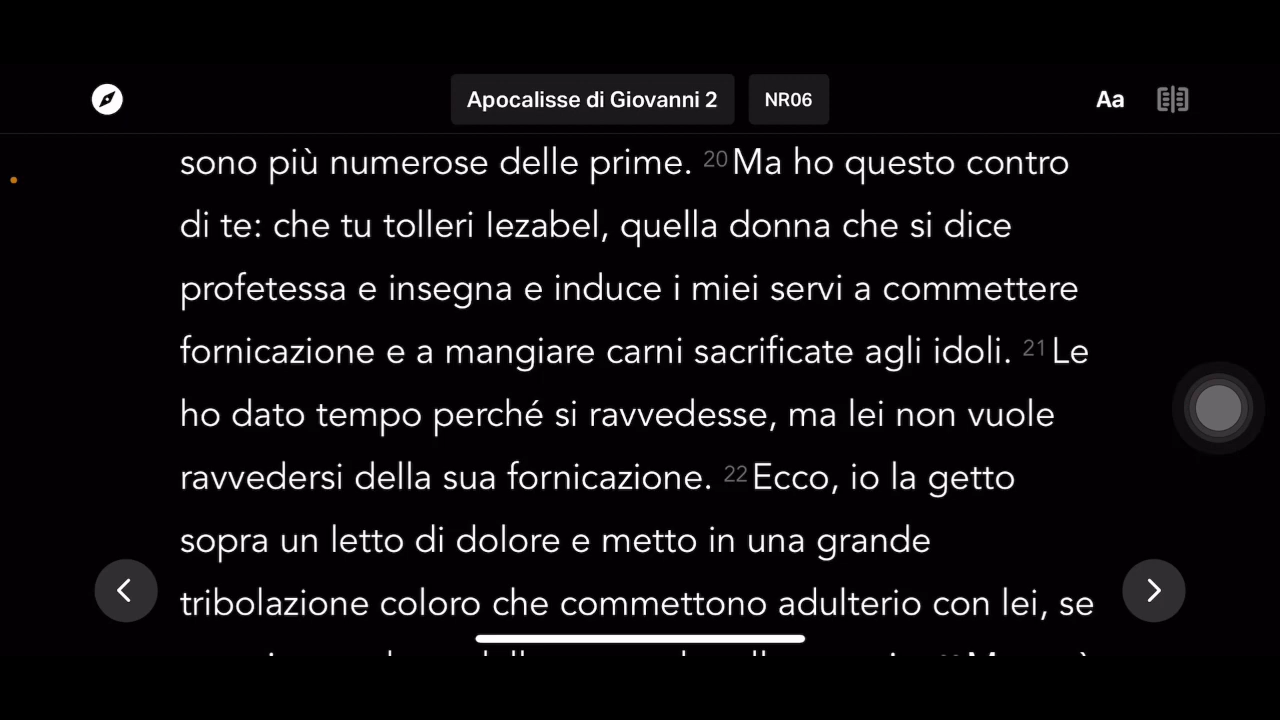 Apocalisse di Giovanni 2 NR06 Aa
sono più numerose delle prime. 20 Ma ho questo contro
di te: che tu tolleri Iezabel, quella donna che si dice
profetessa e insegna e induce i miei servi a commettere
fornicazione e a mangiare carni sacrificate agli idoli. 21 Le
ho dato tempo perché si ravvedesse, ma lei non vuole
ravvedersi della sua fornicazione. 22 Ecco, io la getto
sopra un letto di dolore e metto in una grande
tribolazione coloro che commettono adulterio con lei, se